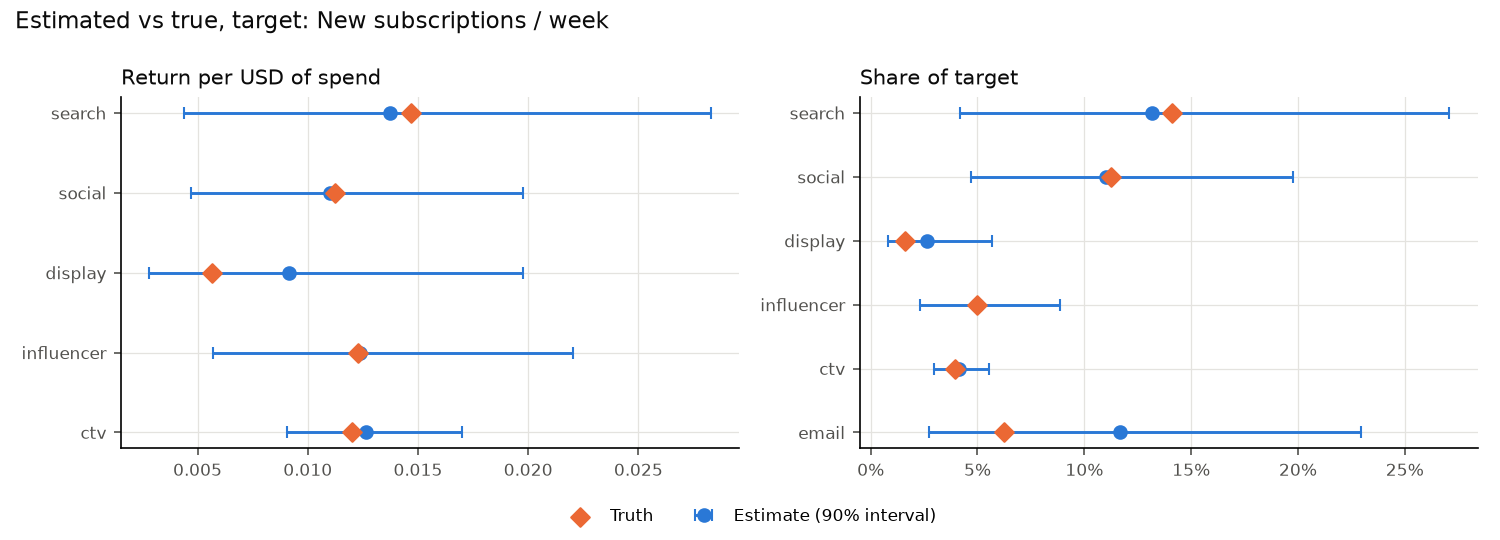 Estimated vs true, target: New subscriptions / week
Return per USD of spend
search
social
display
influencer
ctv
0.005 0.010 0.015 0.020 0.025
Share of target
search
social
display
influencer
ctv
email
0% 5% 10% 15% 20% 25%
Truth Estimate (90% interval)